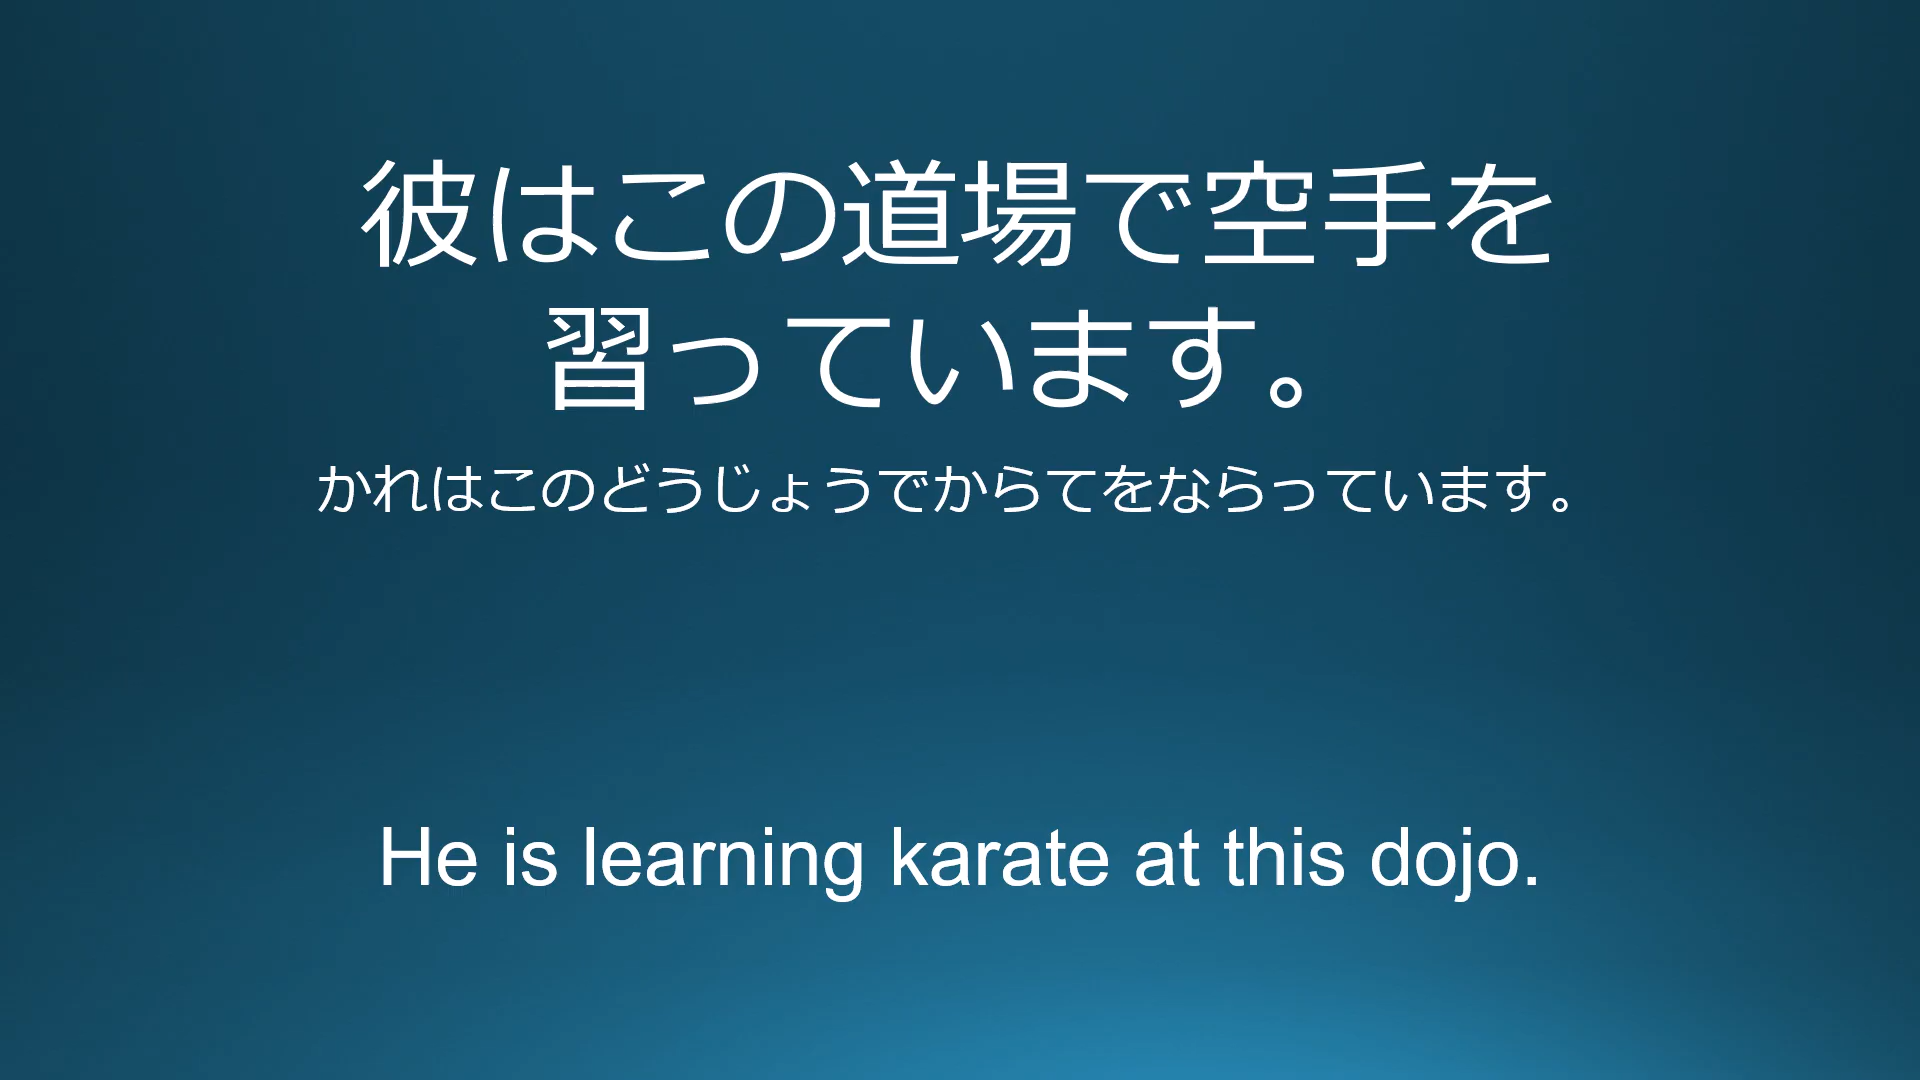 彼はこの道場で空手を
習っています。
かれはこのどうじょうでからてをならっています。
He is learning karate at this dojo.